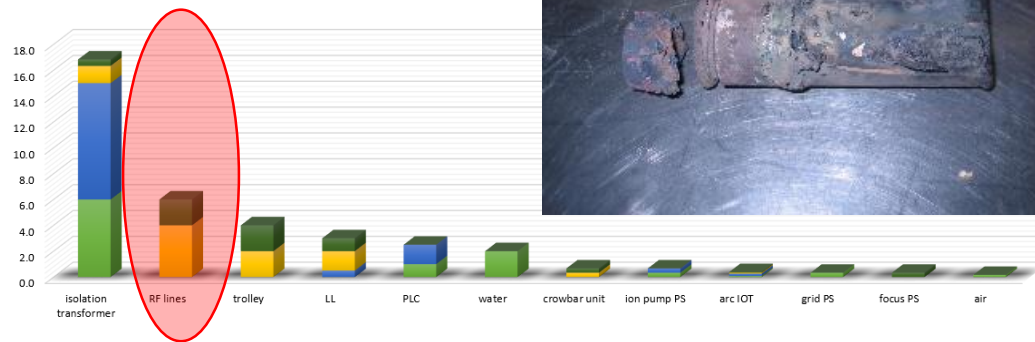 18.0
16.0
14.0
12.0
10.0
8.0
6.0
4.0
2.0
0.0
isolation transformer
RF lines
trolley
LL
PLC
water
crowbar unit
ion pump PS
arc IOT
grid PS
focus PS
air